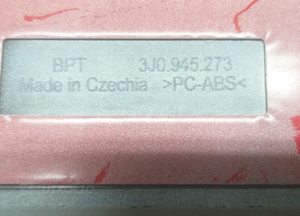 BPT 3J0.945.273
Made in Czechia >PC-ABS<